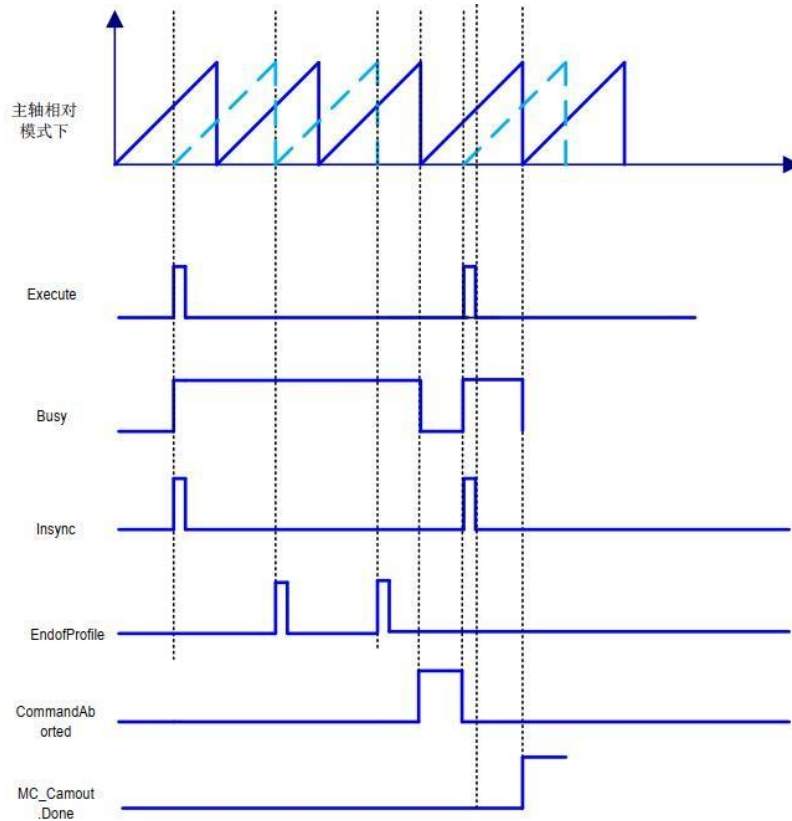 主轴相对
模式下
Execute
Busy
Insync
EndofProfile
CommandAb
orted
MC_Camout
.Done